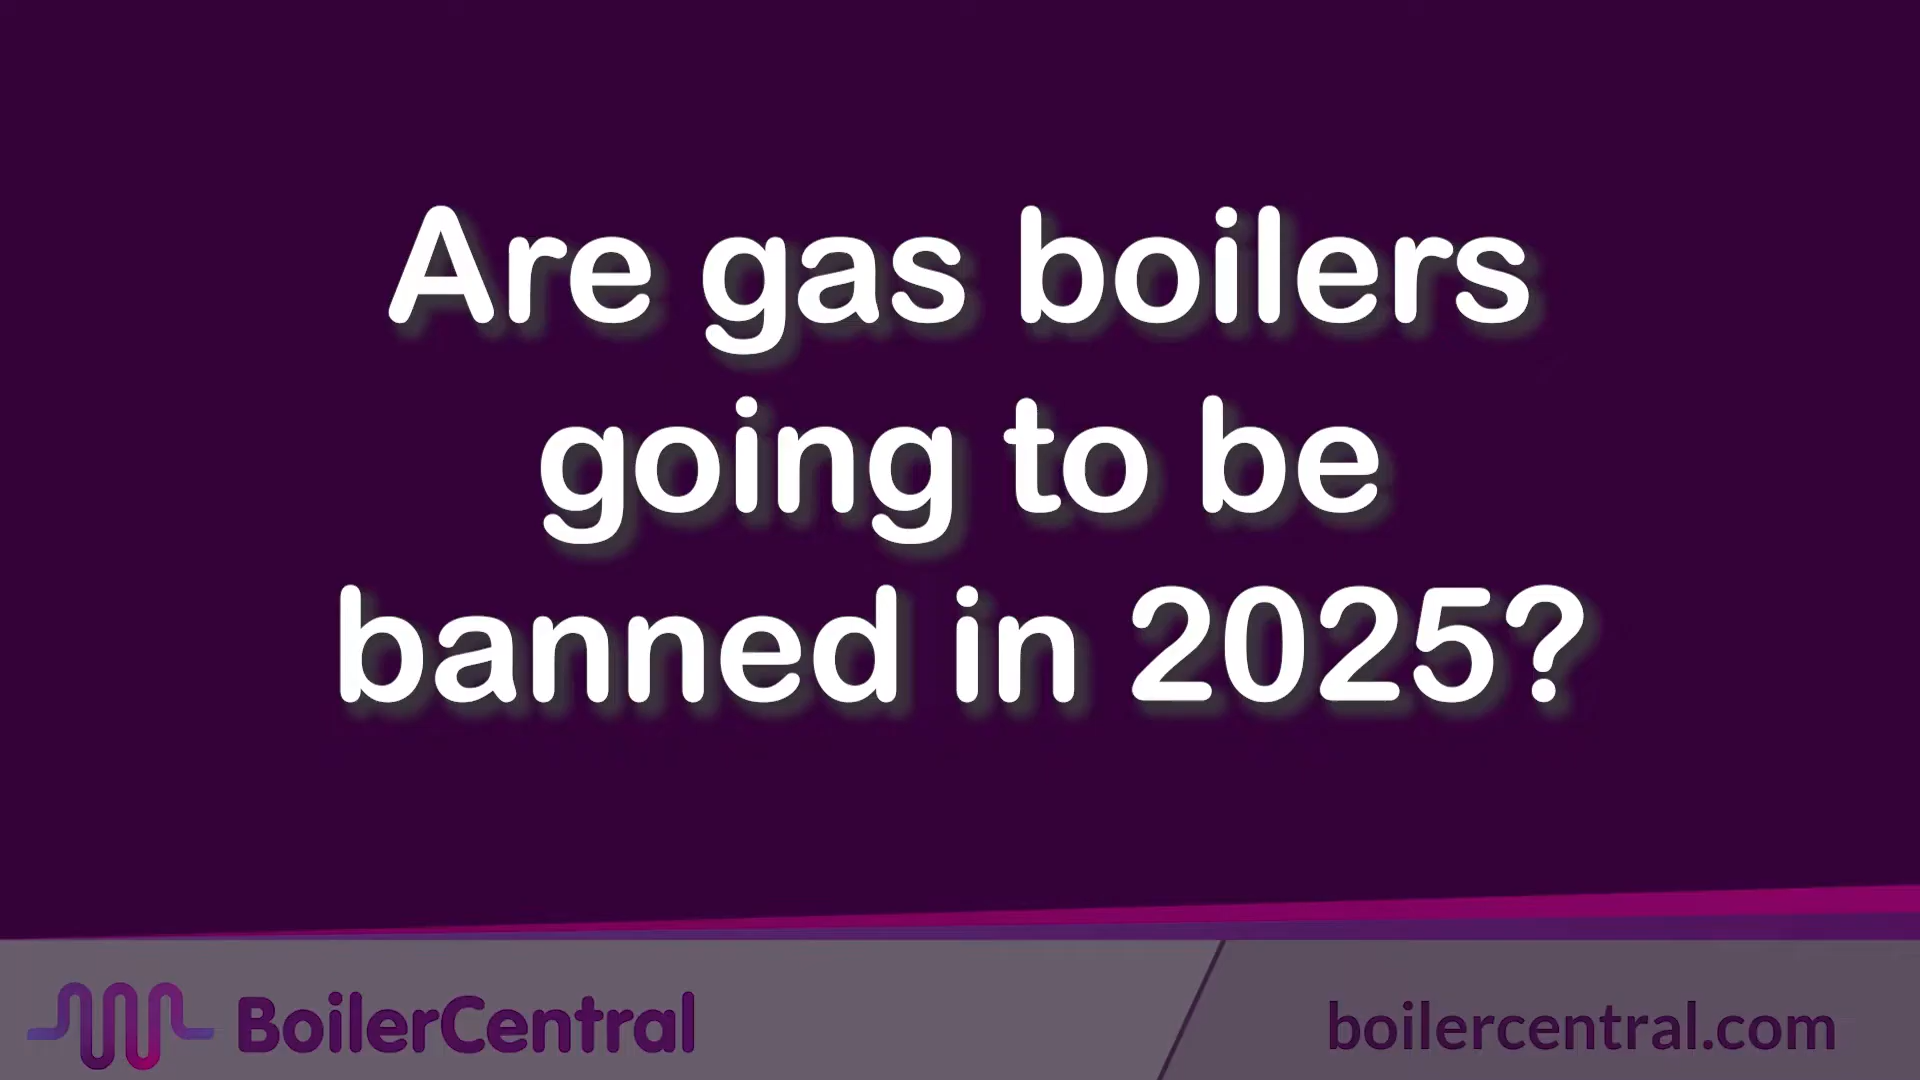 Are gas boilers
going to be
banned in 2025?
BoilerCentral
boilercentral.com